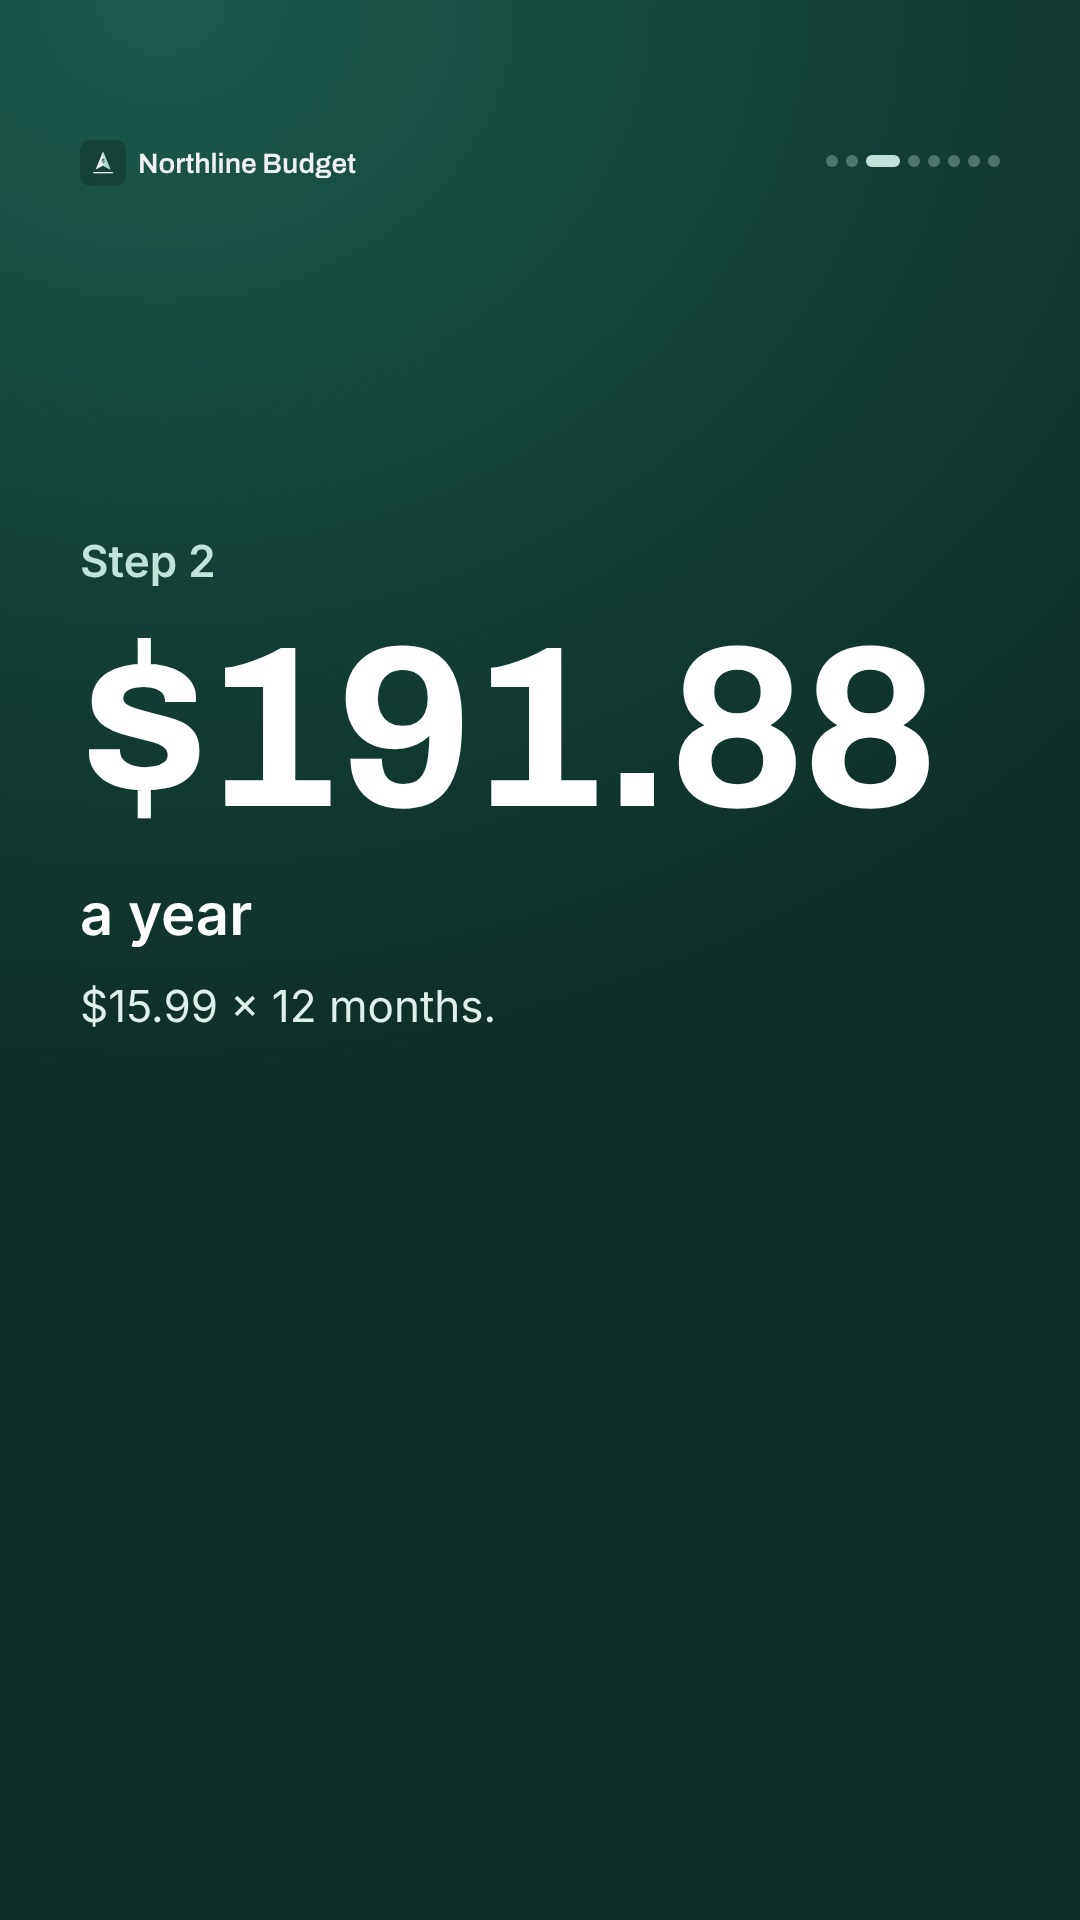 Northline Budget
Step 2
$191.88
a year
$15.99 × 12 months.